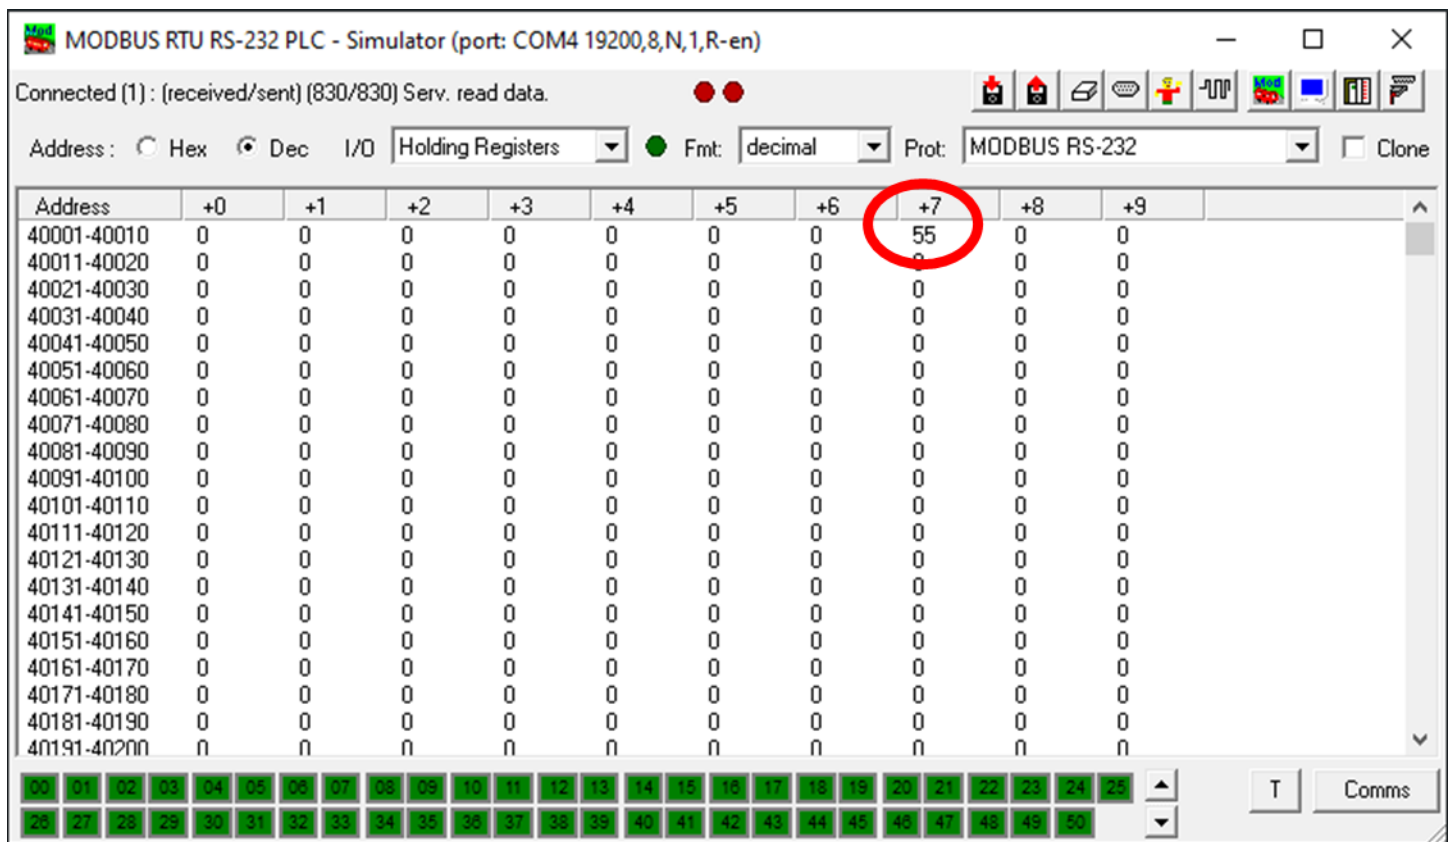 MODBUS RTU RS-232 PLC - Simulator (port: COM4 19200,8,N,1,R-en)
Connected (1) : (received/sent) (830/830) Serv. read data.
Address : Hex Dec I/O Holding Registers Fmt: decimal Prot: MODBUS RS-232 Clone
Address +0 +1 +2 +3 +4 +5 +6 +7 +8 +9
40001-40010 0 0 0 0 0 0 0 55 0 0
40011-40020 0 0 0 0 0 0 0 0 0 0
40021-40030 0 0 0 0 0 0 0 0 0 0
40031-40040 0 0 0 0 0 0 0 0 0 0
40041-40050 0 0 0 0 0 0 0 0 0 0
40051-40060 0 0 0 0 0 0 0 0 0 0
40061-40070 0 0 0 0 0 0 0 0 0 0
40071-40080 0 0 0 0 0 0 0 0 0 0
40081-40090 0 0 0 0 0 0 0 0 0 0
40091-40100 0 0 0 0 0 0 0 0 0 0
40101-40110 0 0 0 0 0 0 0 0 0 0
40111-40120 0 0 0 0 0 0 0 0 0 0
40121-40130 0 0 0 0 0 0 0 0 0 0
40131-40140 0 0 0 0 0 0 0 0 0 0
40141-40150 0 0 0 0 0 0 0 0 0 0
40151-40160 0 0 0 0 0 0 0 0 0 0
40161-40170 0 0 0 0 0 0 0 0 0 0
40171-40180 0 0 0 0 0 0 0 0 0 0
40181-40190 0 0 0 0 0 0 0 0 0 0
40191-40200 0 0 0 0 0 0 0 0 0 0
00 01 02 03 04 05 06 07 08 09 10 11 12 13 14 15 16 17 18 19 20 21 22 23 24 25 T Comms
26 27 28 29 30 31 32 33 34 35 36 37 38 39 40 41 42 43 44 45 46 47 48 49 50